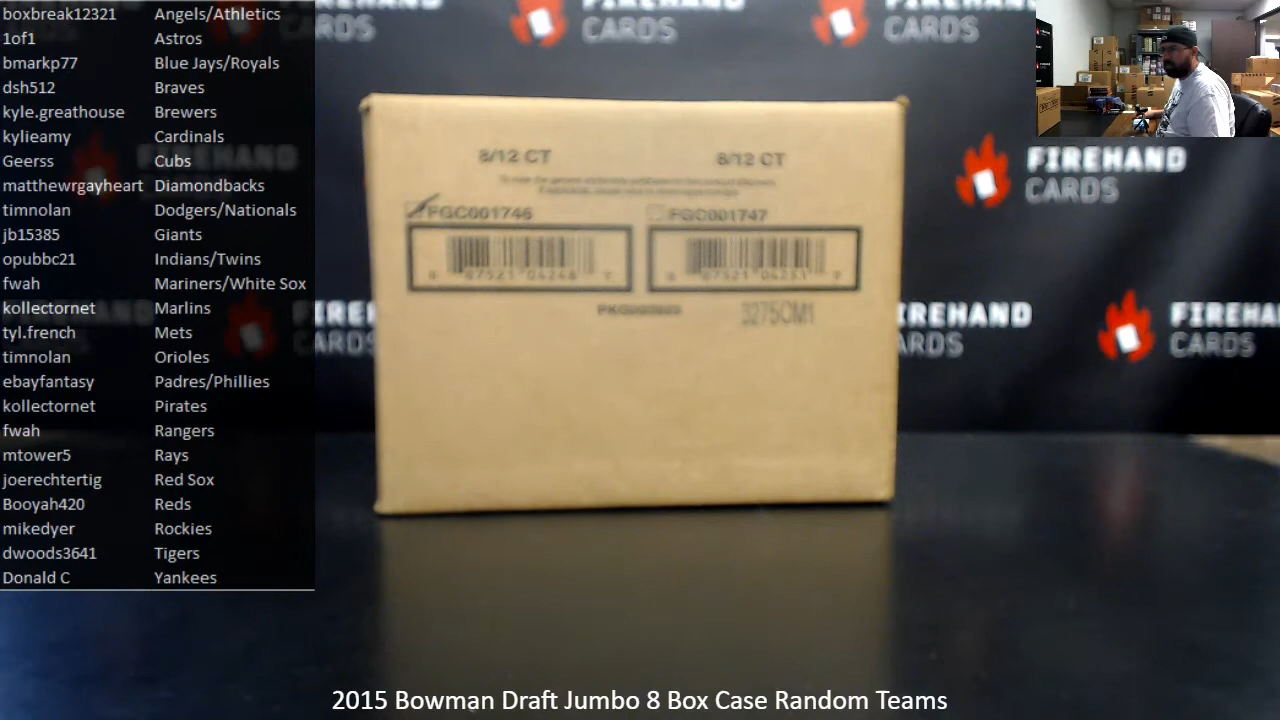 boxbreak12321 Angels/Athletics
1of1 Astros
bmarkp77 Blue Jays/Royals
dsh512 Braves
kyle.greathouse Brewers
kylieamy Cardinals
Geerss Cubs
matthewrgayheart Diamondbacks
timnolan Dodgers/Nationals
jb15385 Giants
opubbc21 Indians/Twins
fwah Mariners/White Sox
kollectornet Marlins
tyl.french Mets
timnolan Orioles
ebayfantasy Padres/Phillies
kollectornet Pirates
fwah Rangers
mtower5 Rays
joerechtertig Red Sox
Booyah420 Reds
mikedyer Rockies
dwoods3641 Tigers
Donald C Yankees
CARDS
CARDS
FIREHAND
CARDS
8/12 CT 8/12 CT
FGC001746 FGC001747
3275CM1
FIREHAND
CARDS
2015 Bowman Draft Jumbo 8 Box Case Random Teams